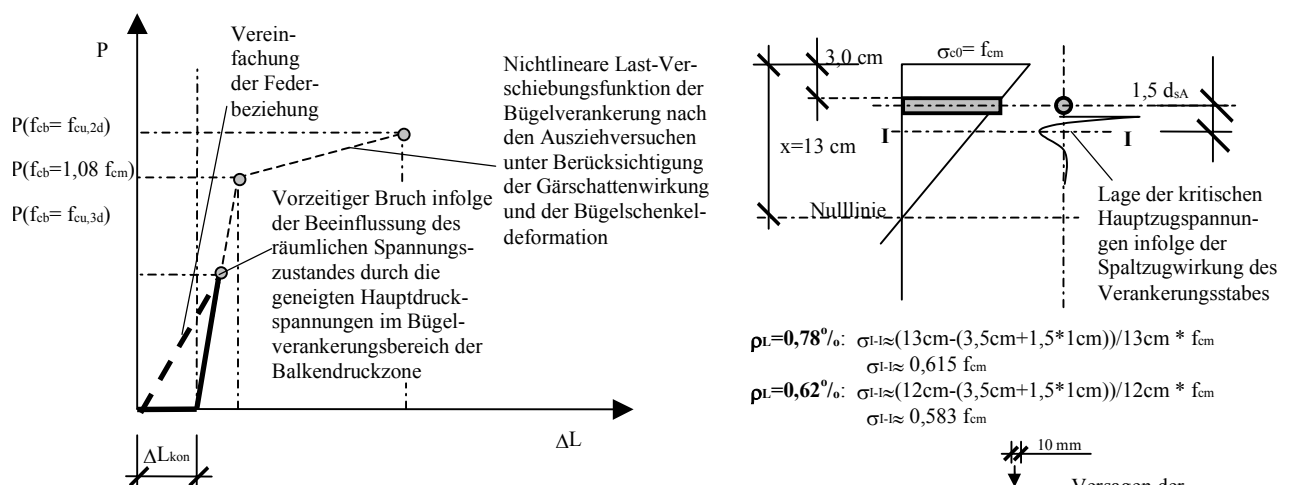 P
Verein-
fachung
der Feder-
beziehung
Nichtlineare Last-Ver-
schiebungsfunktion der
Bügelverankerung nach
den Ausziehversuchen
unter Berücksichtigung
der Gärschattenwirkung
und der Bügelschenkel-
deformation
P(fcb= fcu,2d)
P(fcb=1,08 fcm)
P(fcb= fcu,3d)
Vorzeitiger Bruch infolge
der Beeinflussung des
räumlichen Spannungs-
zustandes durch die
geneigten Hauptdruck-
spannungen im Bügel-
verankerungsbereich der
Balkendruckzone
ΔL
ΔLkon
3,0 cm
σc0= fcm
1,5 dsA
I
I
x=13 cm
Nulllinie
Lage der kritischen
Hauptzugspannun-
gen infolge der
Spaltzugwirkung des
Verankerungsstabes
ρL=0,78%: σI-I≈(13cm-(3,5cm+1,5*1cm))/13cm * fcm
σI-I≈ 0,615 fcm
ρL=0,62%: σI-I≈(12cm-(3,5cm+1,5*1cm))/12cm * fcm
σI-I≈ 0,583 fcm
10 mm
Versagen der